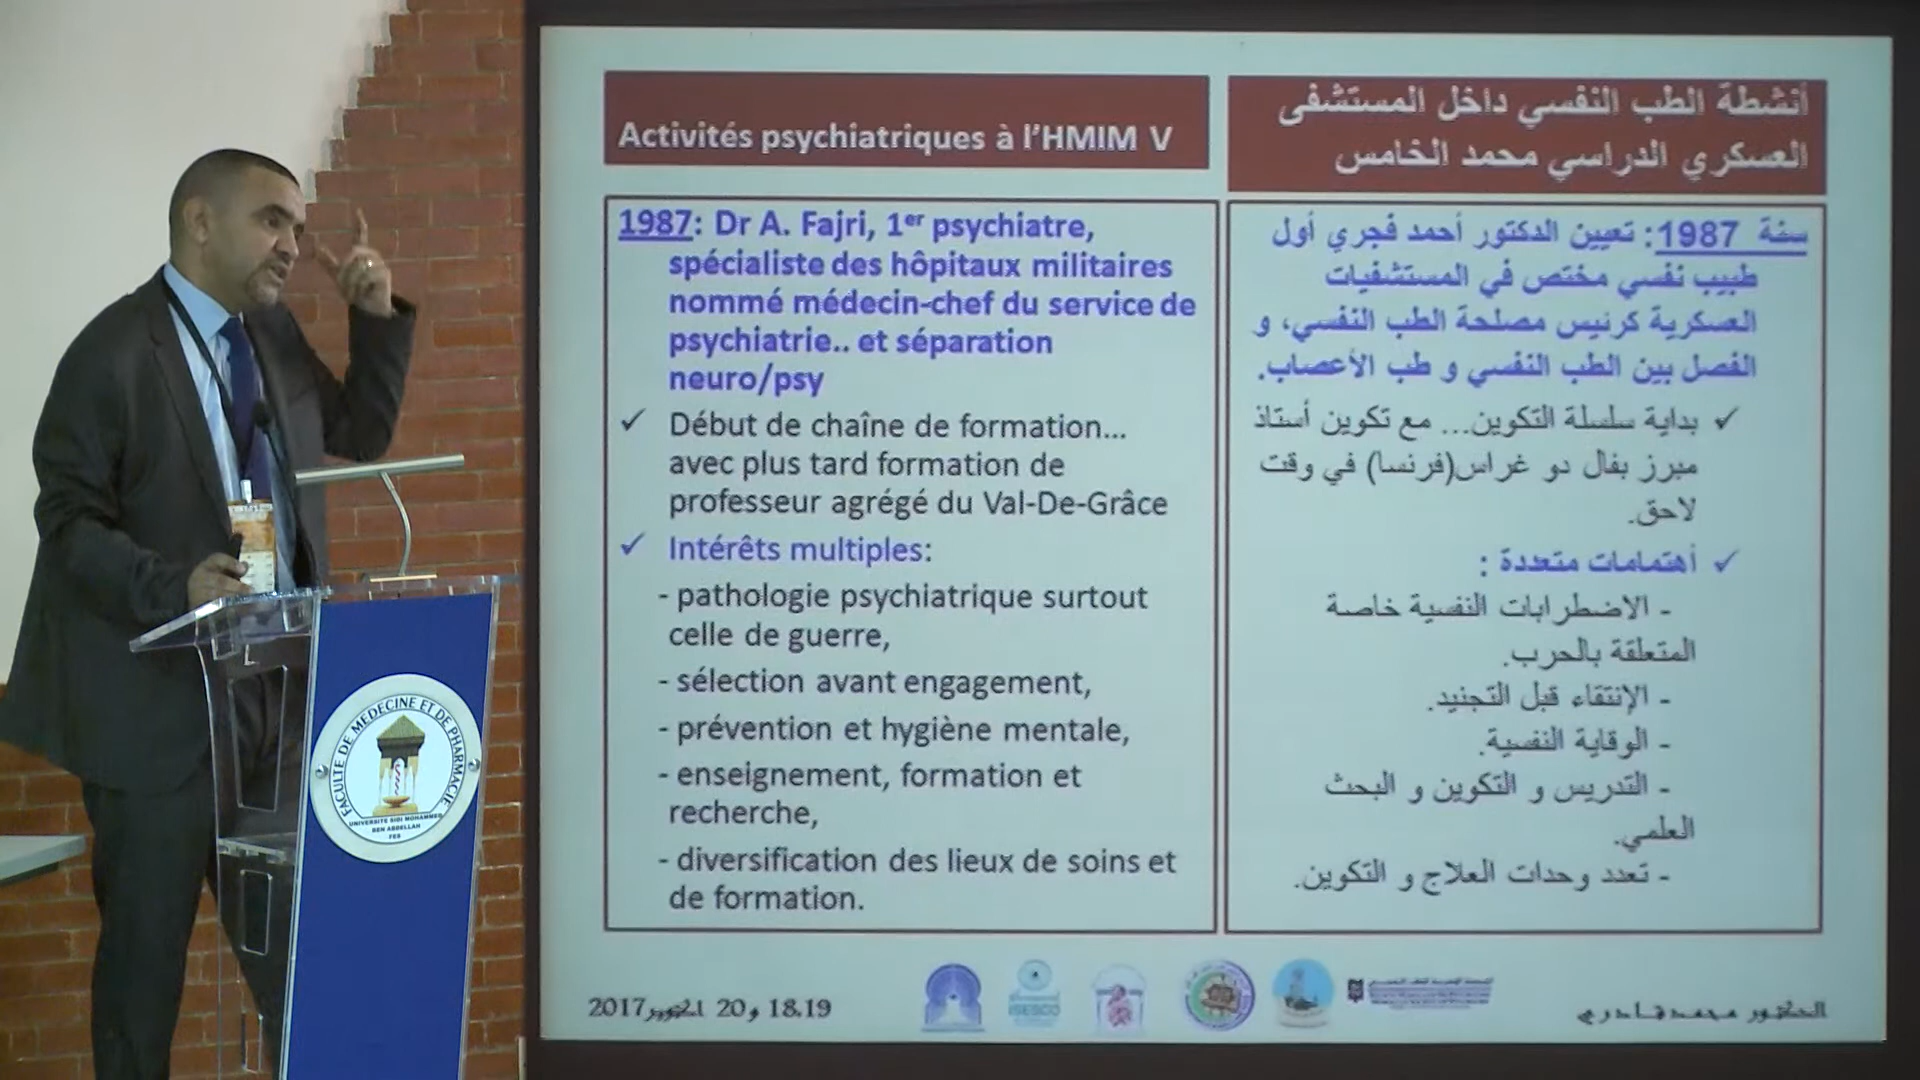 Activités psychiatriques à l'HMIM V
1987: Dr A. Fajri, 1er psychiatre,
spécialiste des hôpitaux militaires
nommé médecin-chef du service de
psychiatrie.. et séparation
neuro/psy
✓ Début de chaîne de formation...
avec plus tard formation de
professeur agrégé du Val-De-Grâce
✓ Intérêts multiples:
- pathologie psychiatrique surtout
celle de guerre,
- sélection avant engagement,
- prévention et hygiène mentale,
- enseignement, formation et
recherche,
- diversification des lieux de soins et
de formation.
أنشطة الطب النفسي داخل المستشفى
العسكري الدراسي محمد الخامس
سنة 1987: تعيين الدكتور أحمد فجري أول
طبيب نفسي مختص في المستشفيات
العسكرية كرئيس مصلحة الطب النفسي، و
الفصل بين الطب النفسي و طب الأعصاب.
✓ بداية سلسلة التكوين... مع تكوين أستاذ
مبرز بفال دو غراس(فرنسا) في وقت
لاحق.
✓ أهتمامات متعددة :
- الاضطرابات النفسية خاصة
المتعلقة بالحرب.
- الإنتقاء قبل التجنيد.
- الوقاية النفسية.
- التدريس و التكوين و البحث
العلمي.
- تعدد وحدات العلاج و التكوين.
18.19 و 20 أكتوبر 2017
ISESCO
الدكتور محمد قادري
FACULTE DE MEDECINE ET DE PHARMACIE
UNIVERSITE SIDI MOHAMMED
BEN ABDELLAH
FES